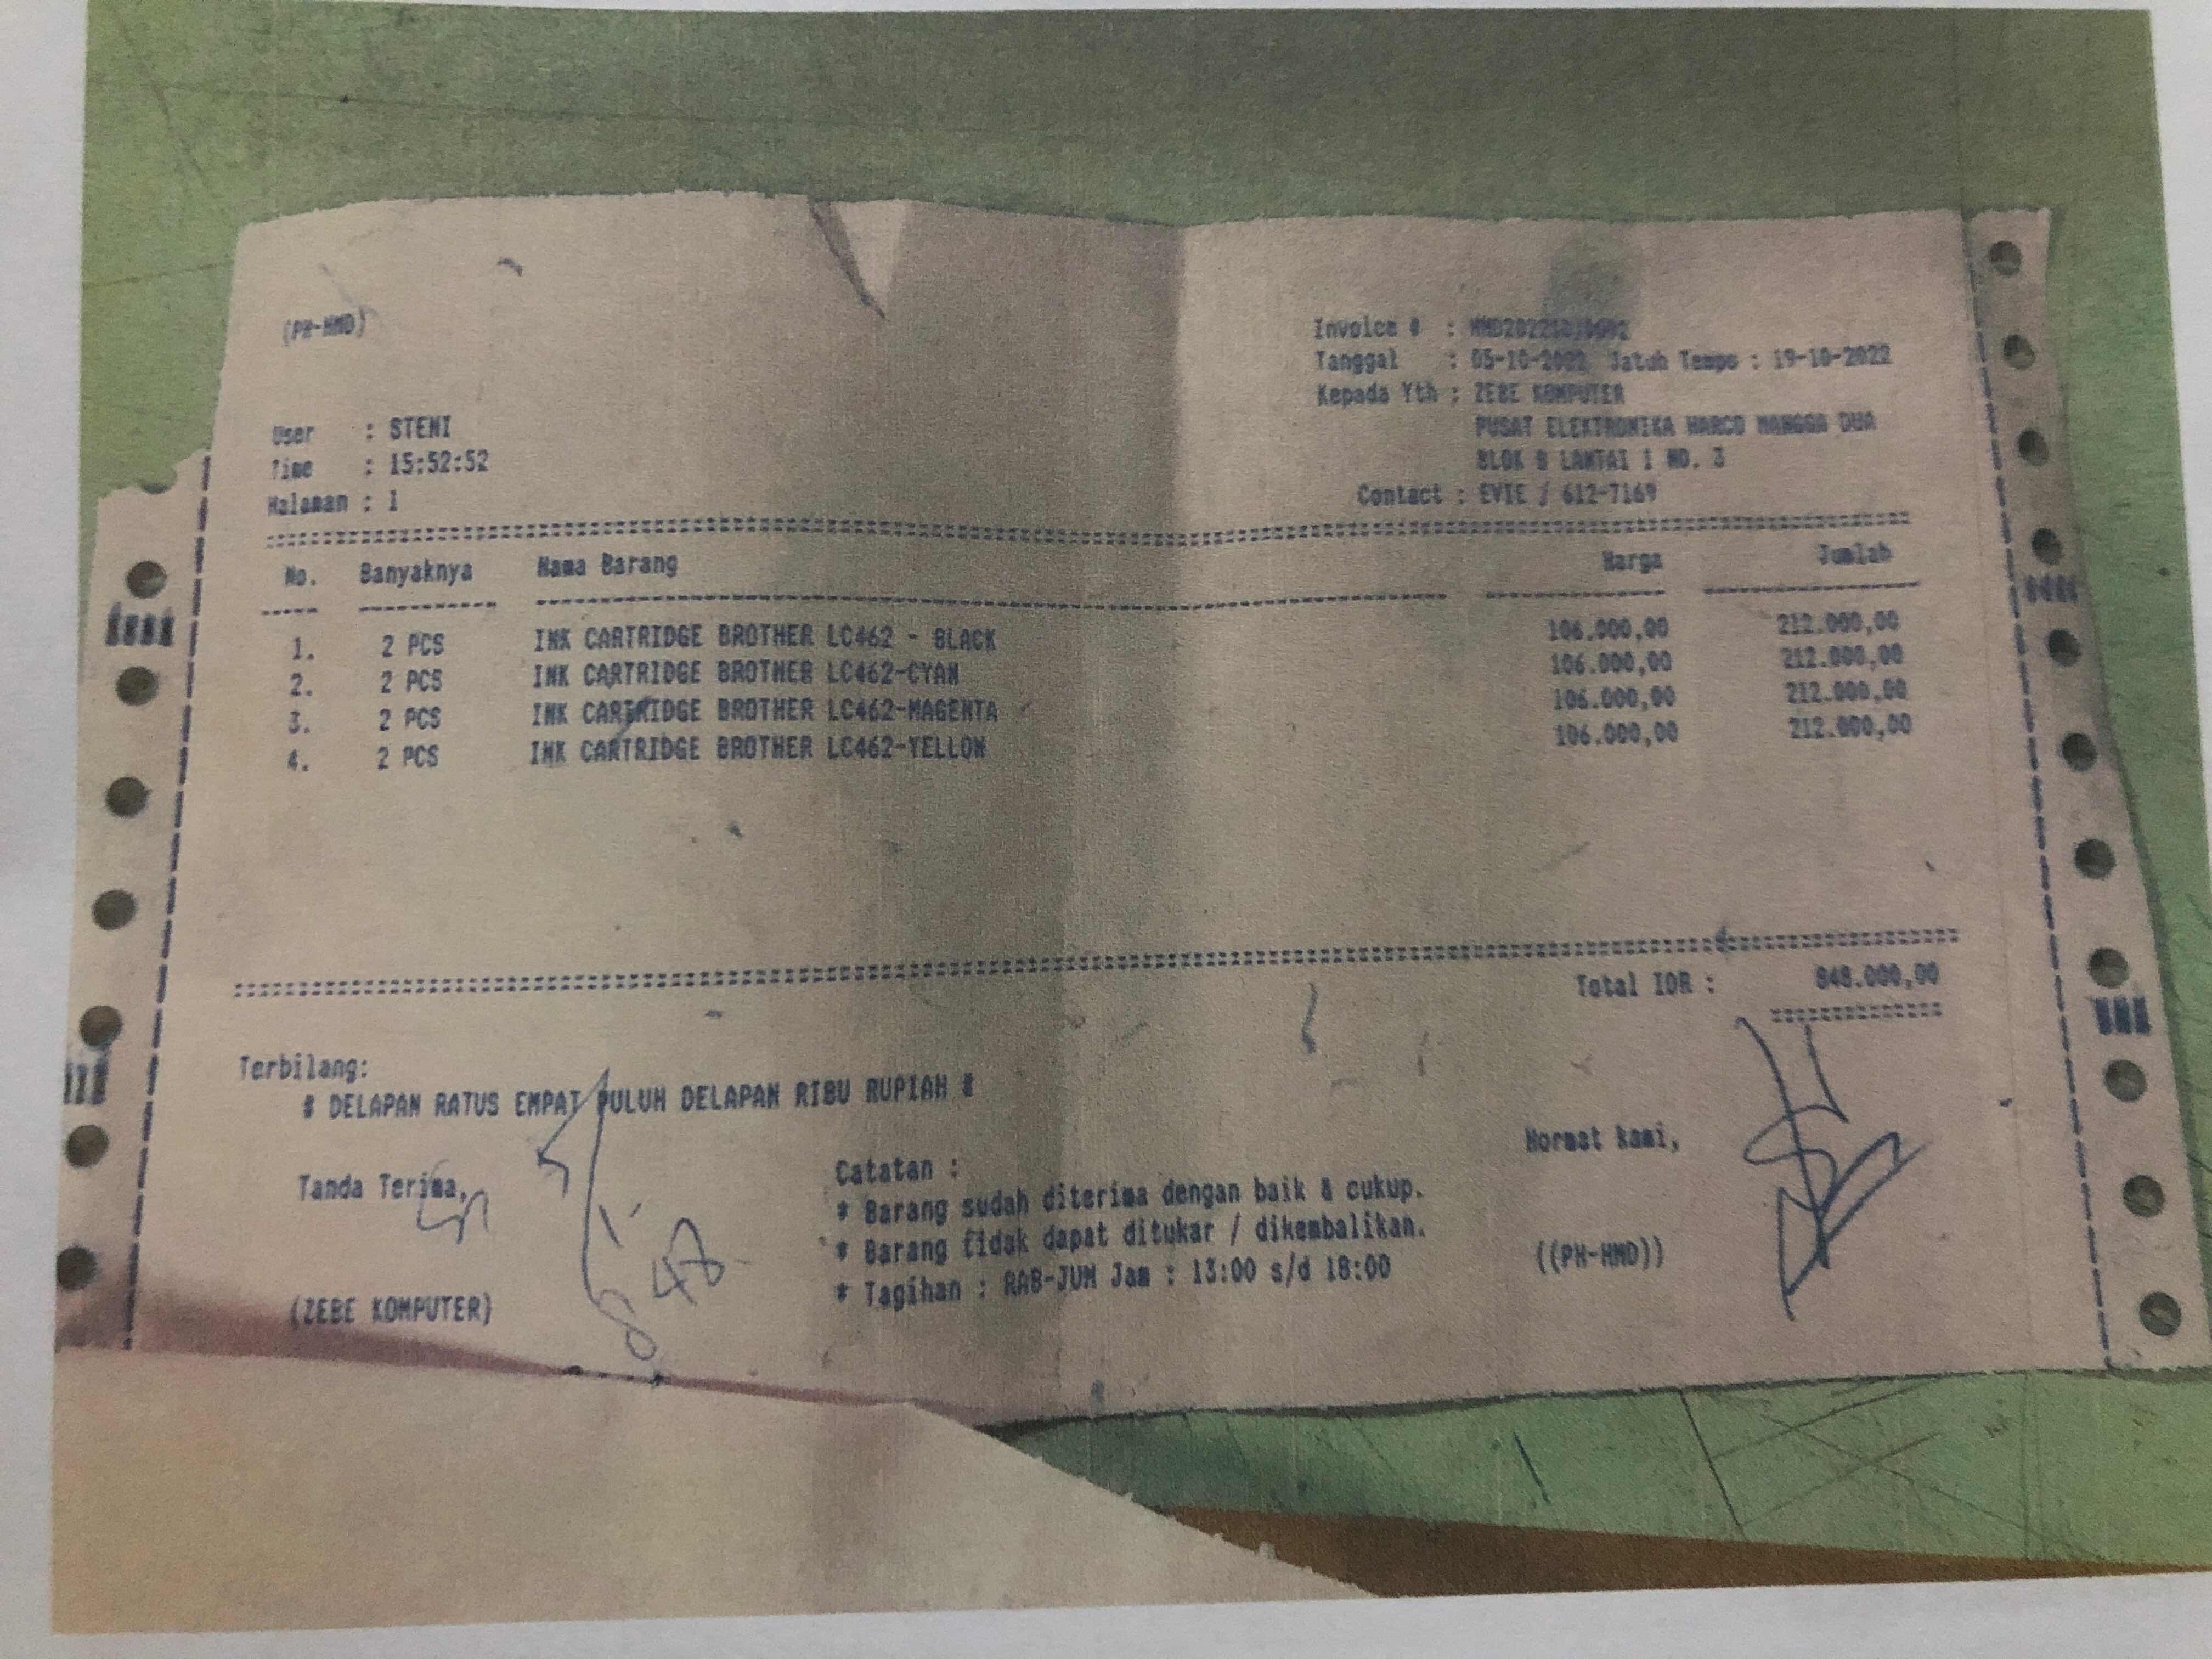 (PH-HMD)
Invoice # :
Tanggal : 05-10-2022 Jatuh Tempo : 19-10-2022
Kepada Yth : ZEBE KOMPUTER
PUSAT ELEKTRONIKA HARCO MANGGA DUA
BLOK B LANTAI 1 NO. 3
Contact : EVIE / 612-7169
User : STENI
Time : 15:52:52
Halaman : 1
No. Banyaknya Nama Barang Harga Jumlah
1. 2 PCS INK CARTRIDGE BROTHER LC462 - BLACK 106.000,00 212.000,00
2. 2 PCS INK CARTRIDGE BROTHER LC462-CYAN 106.000,00 212.000,00
3. 2 PCS INK CARTRIDGE BROTHER LC462-MAGENTA 106.000,00 212.000,00
4. 2 PCS INK CARTRIDGE BROTHER LC462-YELLOW 106.000,00 212.000,00
Total IDR : 848.000,00
Terbilang:
# DELAPAN RATUS EMPAT PULUH DELAPAN RIBU RUPIAH #
Tanda Terima,
848
(ZEBE KOMPUTER)
Catatan :
* Barang sudah diterima dengan baik & cukup.
* Barang tidak dapat ditukar / dikembalikan.
* Tagihan : RAB-JUM Jam : 13:00 s/d 18:00
Hormat kami,
((PH-HMD))